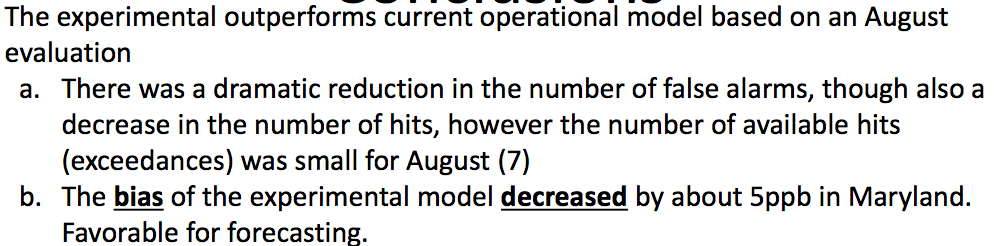 The experimental outperforms current operational model based on an August
evaluation
a. There was a dramatic reduction in the number of false alarms, though also a
decrease in the number of hits, however the number of available hits
(exceedances) was small for August (7)
b. The bias of the experimental model decreased by about 5ppb in Maryland.
Favorable for forecasting.